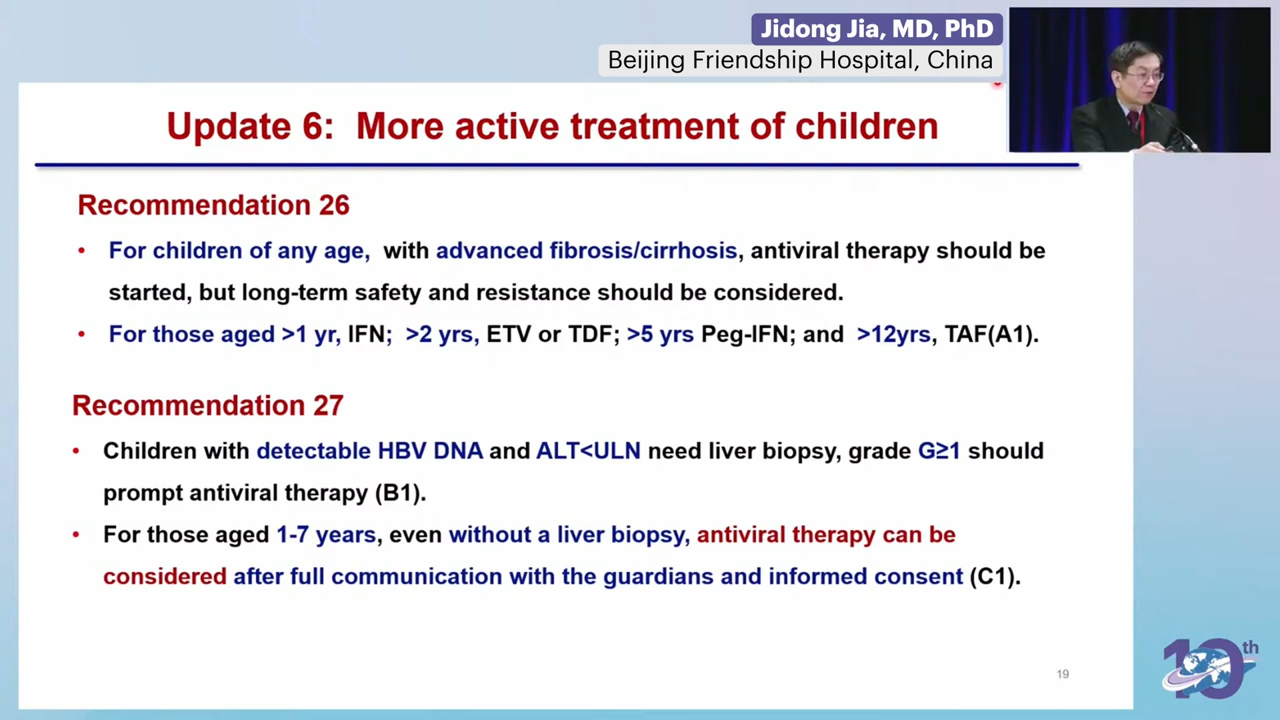 Jidong Jia, MD, PhD
Beijing Friendship Hospital, China
Update 6: More active treatment of children
Recommendation 26
• For children of any age, with advanced fibrosis/cirrhosis, antiviral therapy should be
started, but long-term safety and resistance should be considered.
• For those aged >1 yr, IFN; >2 yrs, ETV or TDF; >5 yrs Peg-IFN; and >12yrs, TAF(A1).
Recommendation 27
• Children with detectable HBV DNA and ALT<ULN need liver biopsy, grade G≥1 should
prompt antiviral therapy (B1).
• For those aged 1-7 years, even without a liver biopsy, antiviral therapy can be
considered after full communication with the guardians and informed consent (C1).
19
10th